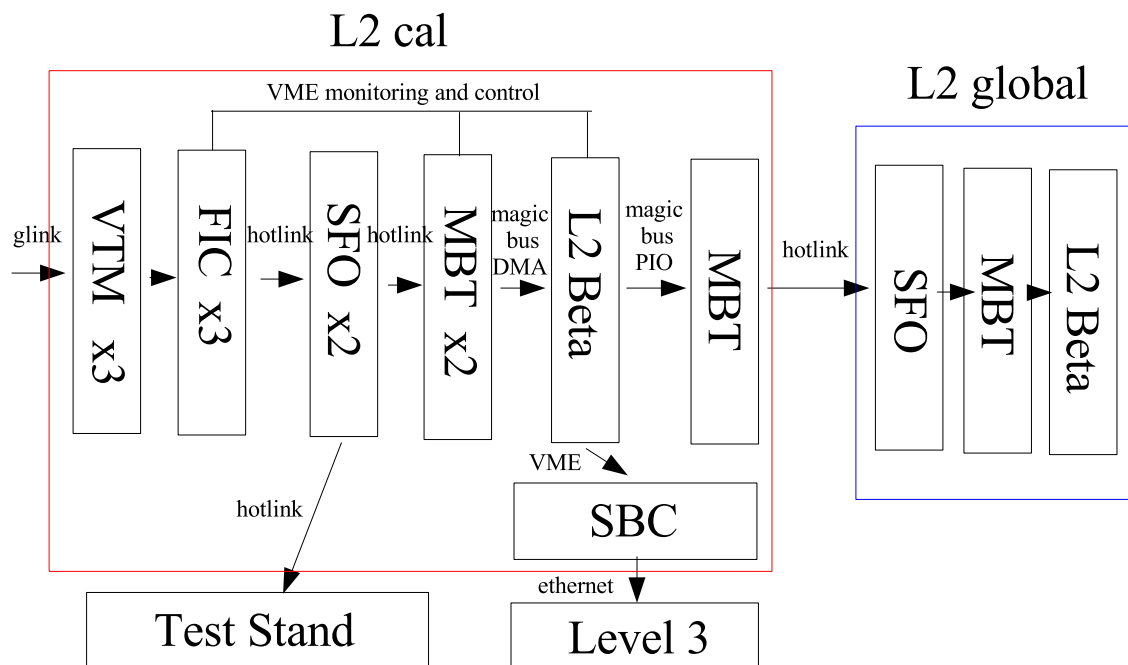 L2 cal
L2 global
VME monitoring and control
glink
VTM x3
FIC x3
hotlink
SFO x2
hotlink
MBT x2
magic
bus
DMA
L2 Beta
magic
bus
PIO
MBT
hotlink
SFO
MBT
L2 Beta
VME
SBC
hotlink
ethernet
Test Stand
Level 3